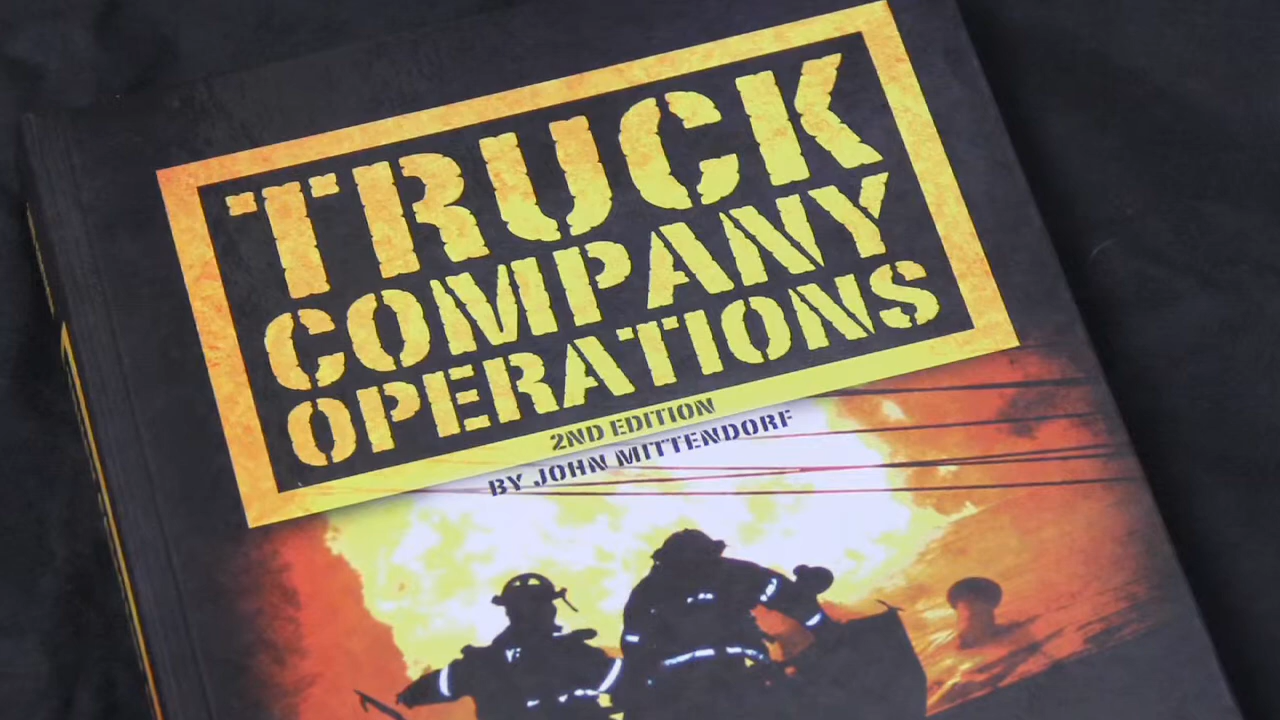 TRUCK
COMPANY
OPERATIONS
2ND EDITION
BY JOHN MITTENDORF